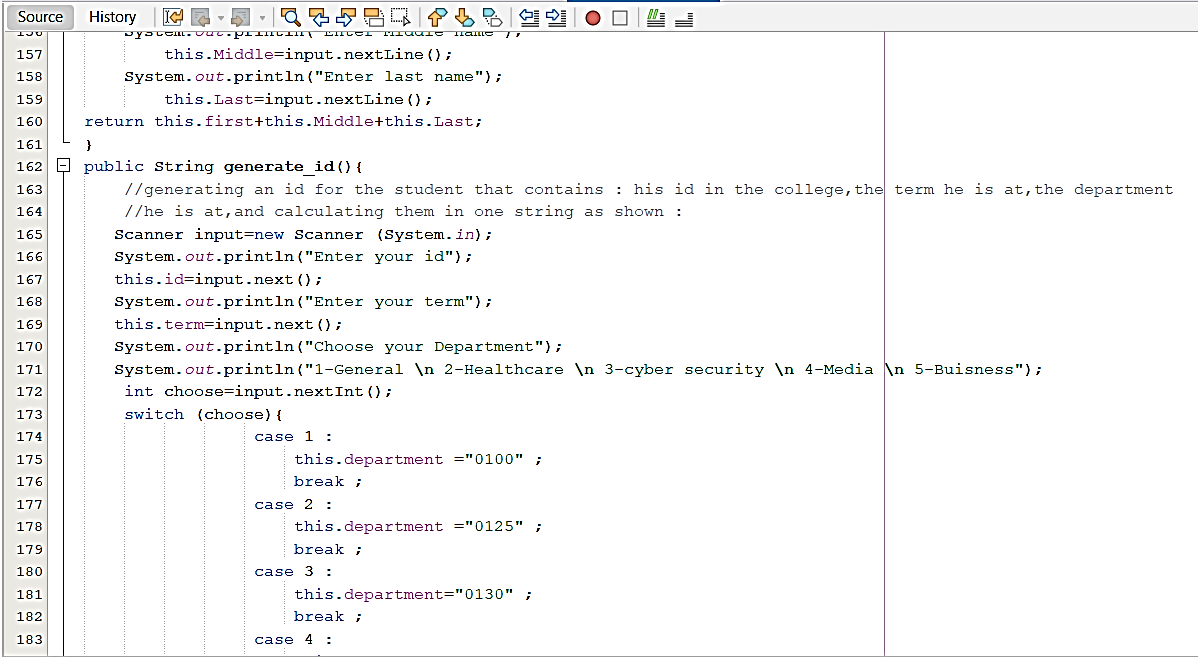 Source History
156 System.out.println("Enter Middle name");
157 this.Middle=input.nextLine();
158 System.out.println("Enter last name");
159 this.Last=input.nextLine();
160 return this.first+this.Middle+this.Last;
161 }
162 public String generate_id(){
163 //generating an id for the student that contains : his id in the college,the term he is at,the department
164 //he is at,and calculating them in one string as shown :
165 Scanner input=new Scanner (System.in);
166 System.out.println("Enter your id");
167 this.id=input.next();
168 System.out.println("Enter your term");
169 this.term=input.next();
170 System.out.println("Choose your Department");
171 System.out.println("1-General \n 2-Healthcare \n 3-cyber security \n 4-Media \n 5-Buisness");
172 int choose=input.nextInt();
173 switch (choose){
174 case 1 :
175 this.department ="0100" ;
176 break ;
177 case 2 :
178 this.department ="0125" ;
179 break ;
180 case 3 :
181 this.department="0130" ;
182 break ;
183 case 4 :